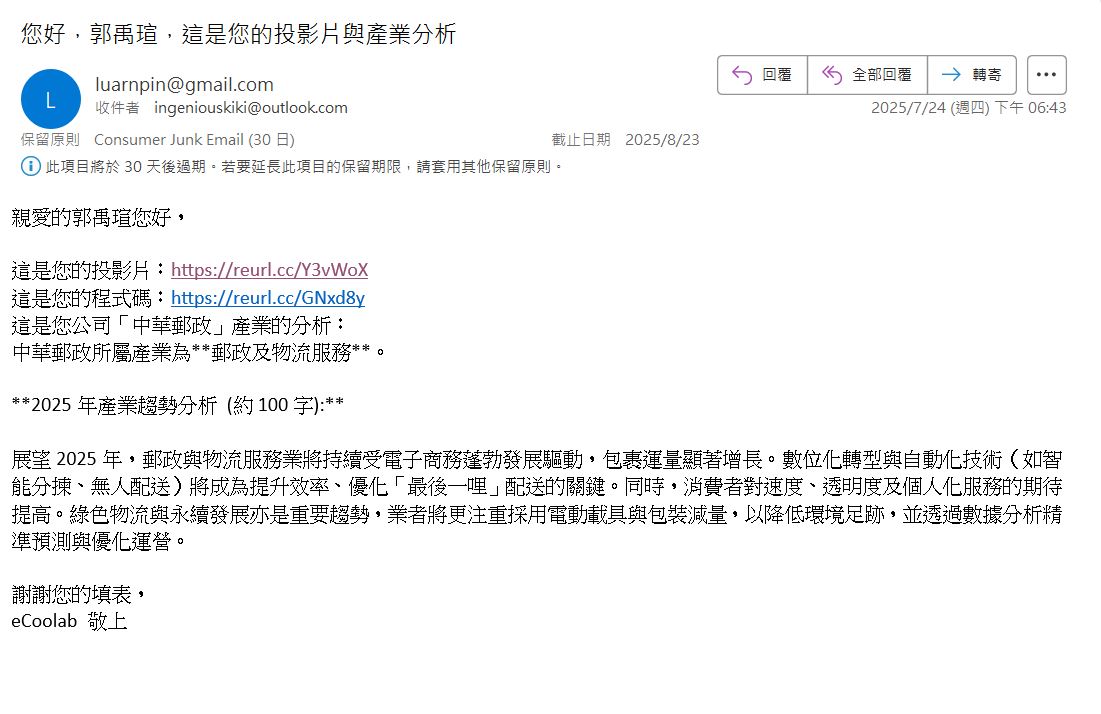 您好，郭禹瑄，這是您的投影片與產業分析
L
luarnpin@gmail.com
收件者 ingeniouskiki@outlook.com
回覆 全部回覆 轉寄
2025/7/24 (週四) 下午 06:43
保留原則 Consumer Junk Email (30 日) 截止日期 2025/8/23
此項目將於 30 天後過期。若要延長此項目的保留期限，請套用其他保留原則。
親愛的郭禹瑄您好，
這是您的投影片：https://reurl.cc/Y3vWoX
這是您的程式碼：https://reurl.cc/GNxd8y
這是您公司「中華郵政」產業的分析：
中華郵政所屬產業為**郵政及物流服務**。
**2025 年產業趨勢分析 (約 100 字):**
展望 2025 年，郵政與物流服務業將持續受電子商務蓬勃發展驅動，包裹運量顯著增長。數位化轉型與自動化技術（如智
能分揀、無人配送）將成為提升效率、優化「最後一哩」配送的關鍵。同時，消費者對速度、透明度及個人化服務的期待
提高。綠色物流與永續發展亦是重要趨勢，業者將更注重採用電動載具與包裝減量，以降低環境足跡，並透過數據分析精
準預測與優化運營。
謝謝您的填表，
eCoolab 敬上